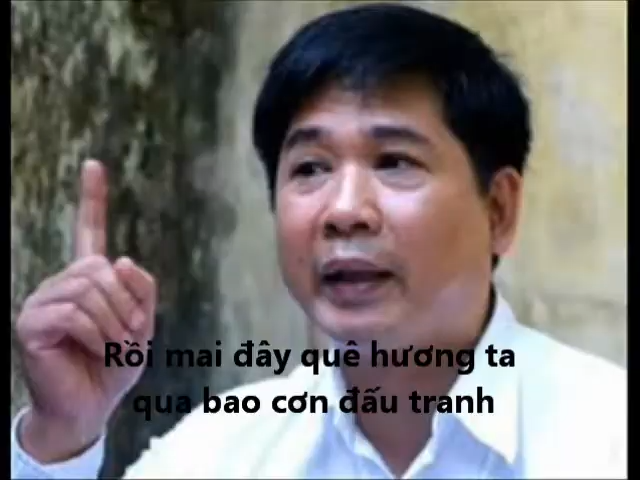 Rồi mai đây quê hương ta
qua bao cơn đấu tranh